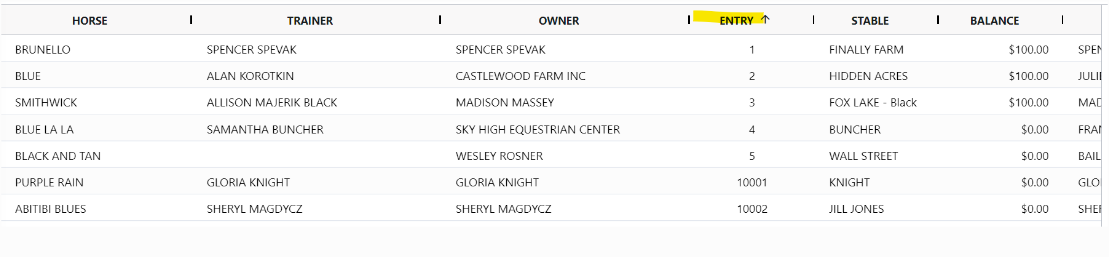 HORSE TRAINER OWNER ENTRY ↑ STABLE BALANCE
BRUNELLO SPENCER SPEVAK SPENCER SPEVAK 1 FINALLY FARM $100.00 SPEN
BLUE ALAN KOROTKIN CASTLEWOOD FARM INC 2 HIDDEN ACRES $100.00 JULI
SMITHWICK ALLISON MAJERIK BLACK MADISON MASSEY 3 FOX LAKE - Black $100.00 MAD
BLUE LA LA SAMANTHA BUNCHER SKY HIGH EQUESTRIAN CENTER 4 BUNCHER $0.00 FRAN
BLACK AND TAN WESLEY ROSNER 5 WALL STREET $0.00 BAIL
PURPLE RAIN GLORIA KNIGHT GLORIA KNIGHT 10001 KNIGHT $0.00 GLO
ABITIBI BLUES SHERYL MAGDYCZ SHERYL MAGDYCZ 10002 JILL JONES $0.00 SHE